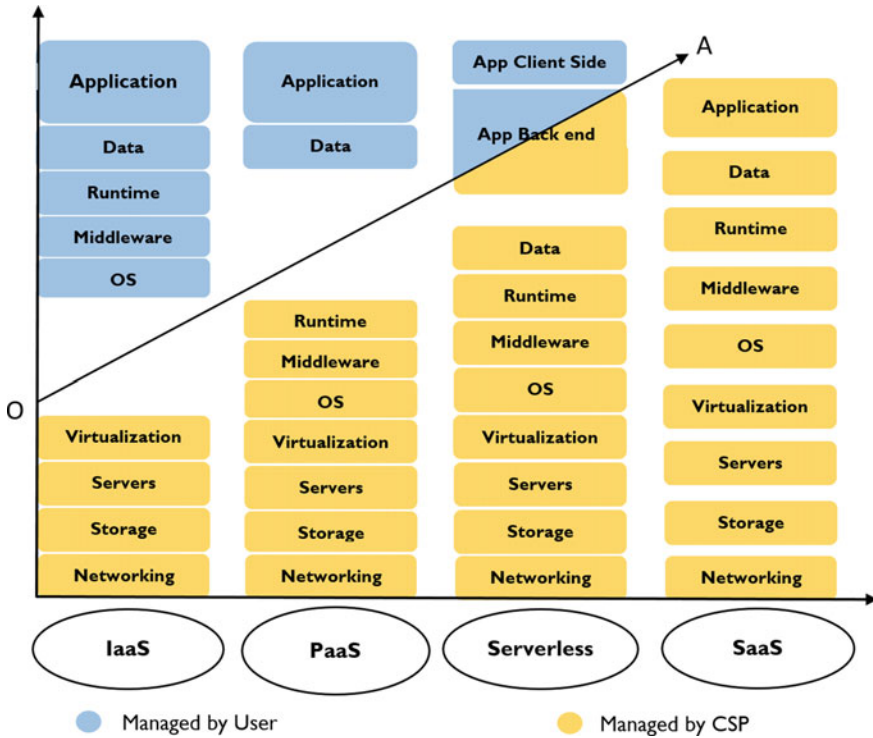 A
O
Application
Data
Runtime
Middleware
OS
Virtualization
Servers
Storage
Networking
IaaS
Application
Data
Runtime
Middleware
OS
Virtualization
Servers
Storage
Networking
PaaS
App Client Side
App Back end
Data
Runtime
Middleware
OS
Virtualization
Servers
Storage
Networking
Serverless
Application
Data
Runtime
Middleware
OS
Virtualization
Servers
Storage
Networking
SaaS
Managed by User
Managed by CSP